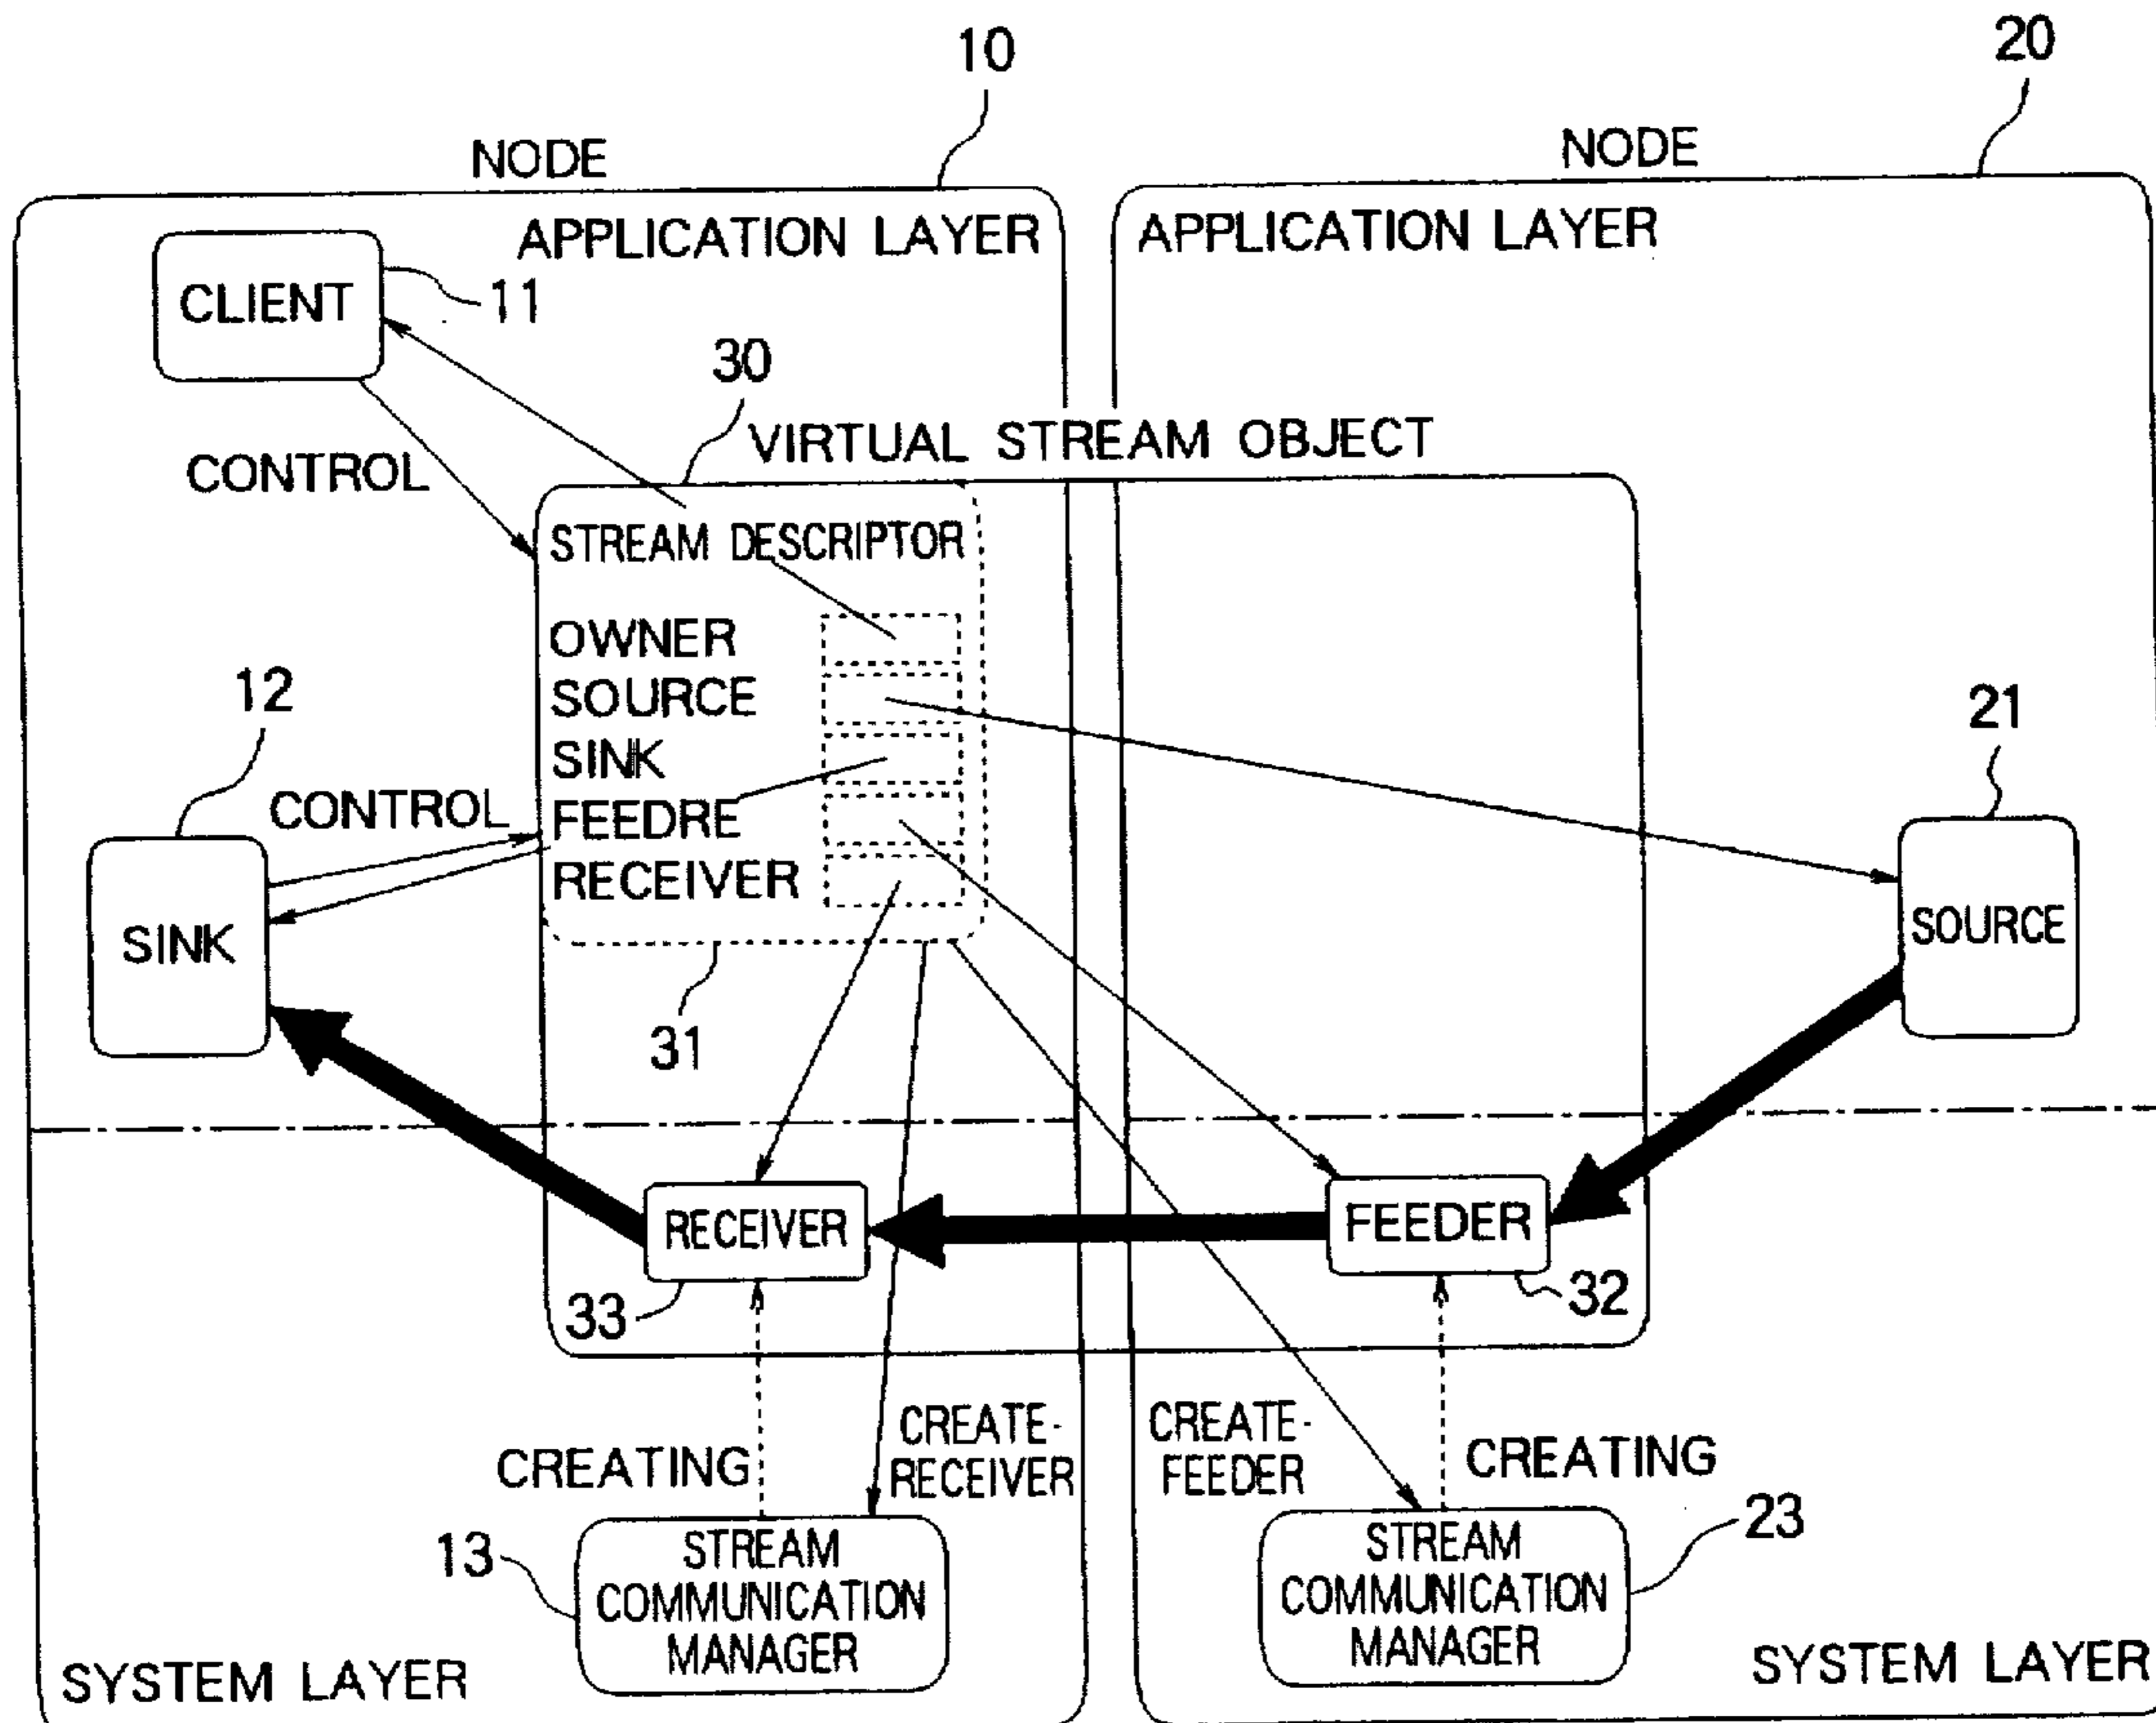 10
20
NODE
NODE
APPLICATION LAYER
APPLICATION LAYER
CLIENT
11
30
VIRTUAL STREAM OBJECT
CONTROL
STREAM DESCRIPTOR
OWNER
SOURCE
SINK
FEEDRE
RECEIVER
12
CONTROL
SINK
21
SOURCE
31
RECEIVER
FEEDER
33
32
CREATE-
RECEIVER
CREATE-
FEEDER
CREATING
CREATING
13
STREAM
COMMUNICATION
MANAGER
STREAM
COMMUNICATION
MANAGER
23
SYSTEM LAYER
SYSTEM LAYER